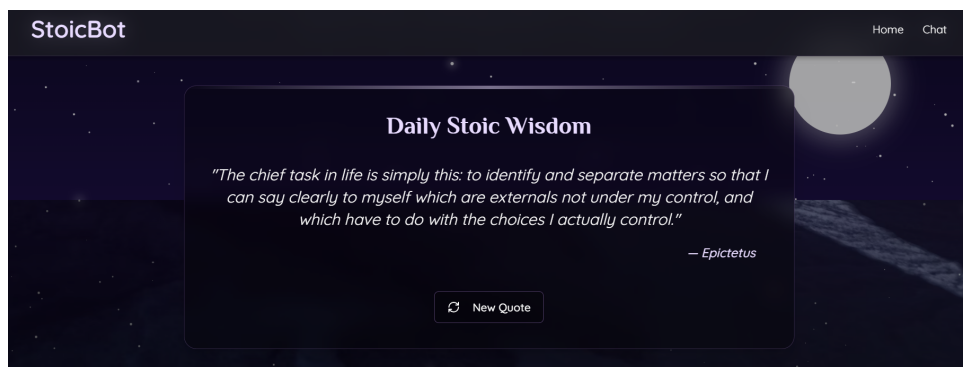 StoicBot
Home
Chat
Daily Stoic Wisdom
"The chief task in life is simply this: to identify and separate matters so that I
can say clearly to myself which are externals not under my control, and
which have to do with the choices I actually control."
— Epictetus
New Quote